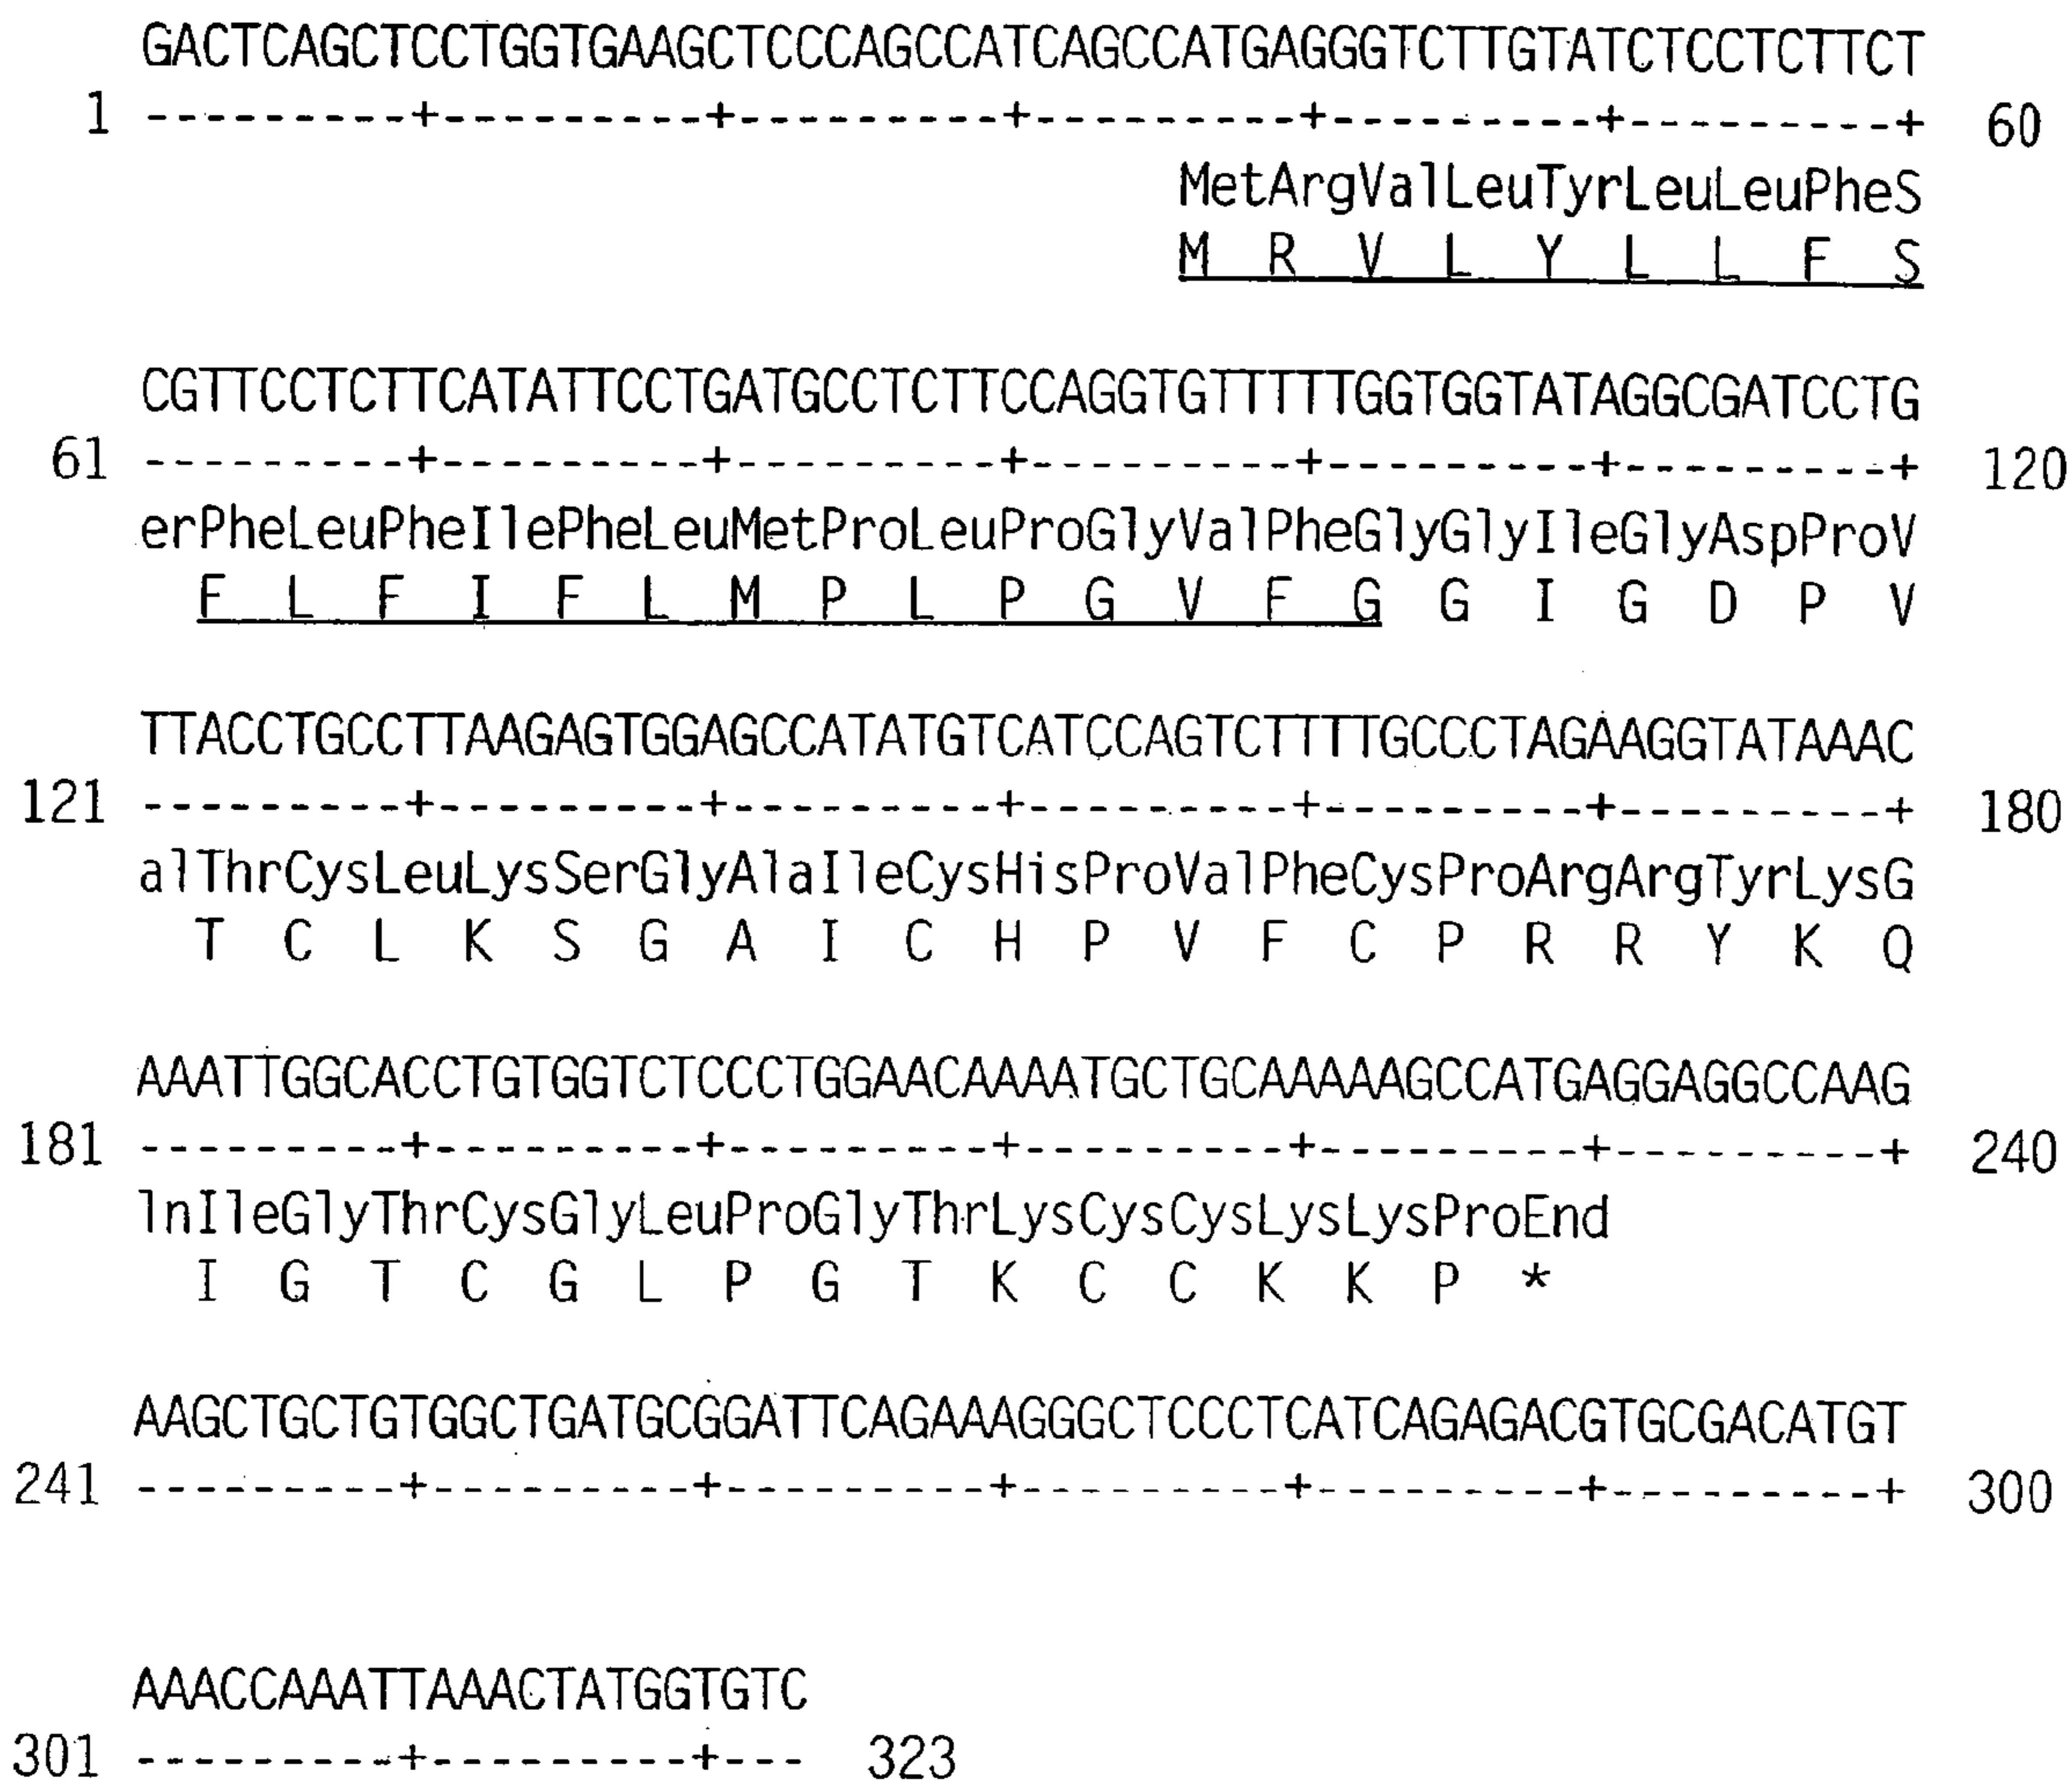 GACTCAGCTCCTGGTGAAGCTCCCAGCCATCAGCCATGAGGGTCTTGTATCTCCTCTTCT
1 ---------+---------+---------+---------+---------+---------+ 60
MetArgValLeuTyrLeuLeuPheS
M R V L Y L L F S
CGTTCCTCTTCATATTCCTGATGCCTCTTCCAGGTGTTTTTGGTGGTATAGGCGATCCTG
61 ---------+---------+---------+---------+---------+---------+ 120
erPheLeuPheIlePheLeuMetProLeuProGlyValPheGlyGlyIleGlyAspProV
F L F I F L M P L P G V F G G I G D P V
TTACCTGCCTTAAGAGTGGAGCCATATGTCATCCAGTCTTTTGCCCTAGAAGGTATAAAC
121 ---------+---------+---------+---------+---------+---------+ 180
alThrCysLeuLysSerGlyAlaIleCysHisProValPheCysProArgArgTyrLysG
T C L K S G A I C H P V F C P R R Y K Q
AAATTGGCACCTGTGGTCTCCCTGGAACAAAATGCTGCAAAAAGCCATGAGGAGGCCAAG
181 ---------+---------+---------+---------+---------+---------+ 240
lnIleGlyThrCysGlyLeuProGlyThrLysCysCysLysLysProEnd
I G T C G L P G T K C C K K P *
AAGCTGCTGTGGCTGATGCGGATTCAGAAAGGGCTCCCTCATCAGAGACGTGCGACATGT
241 ---------+---------+---------+---------+---------+---------+ 300
AAACCAAATTAAACTATGGTGTC
301 ---------+---------+--- 323